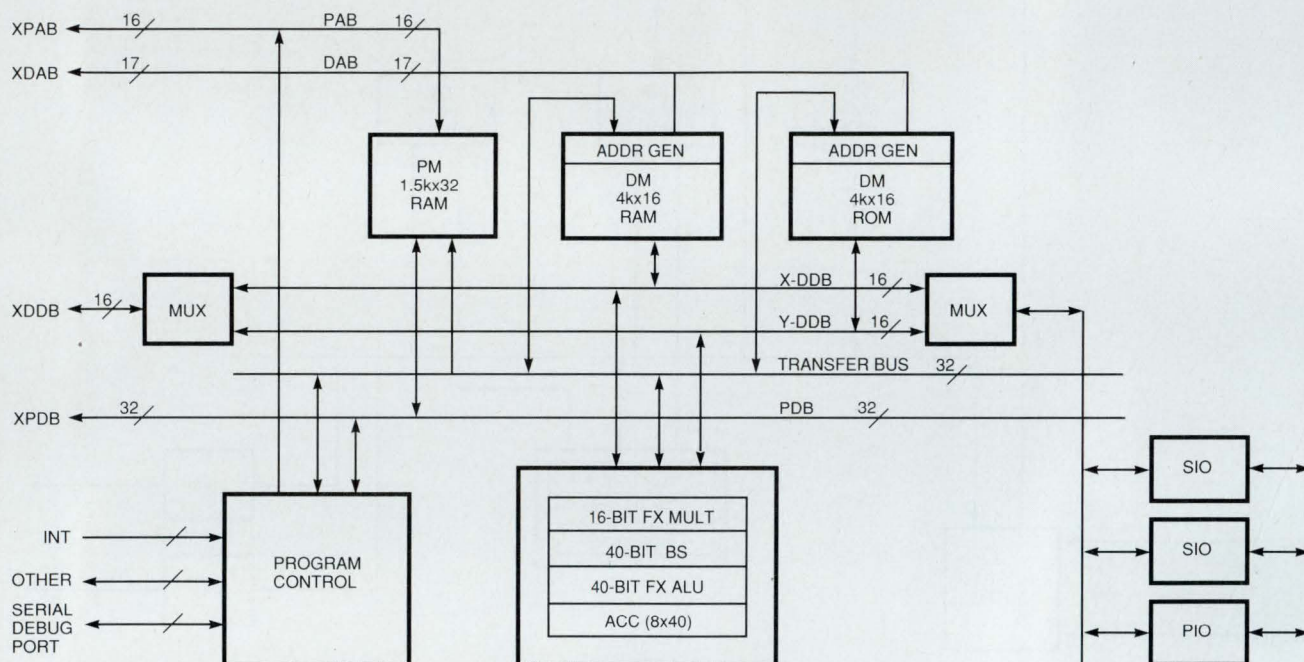 XPAB 16 PAB 16
XDAB 17 DAB 17
PM
1.5kx32
RAM
ADDR GEN
DM
4kx16
RAM
ADDR GEN
DM
4kx16
ROM
XDDB 16
MUX
X-DDB 16
Y-DDB 16
MUX
TRANSFER BUS 32
XPDB 32 PDB 32
INT
OTHER
SERIAL
DEBUG
PORT
PROGRAM
CONTROL
16-BIT FX MULT
40-BIT BS
40-BIT FX ALU
ACC (8x40)
SIO
SIO
PIO